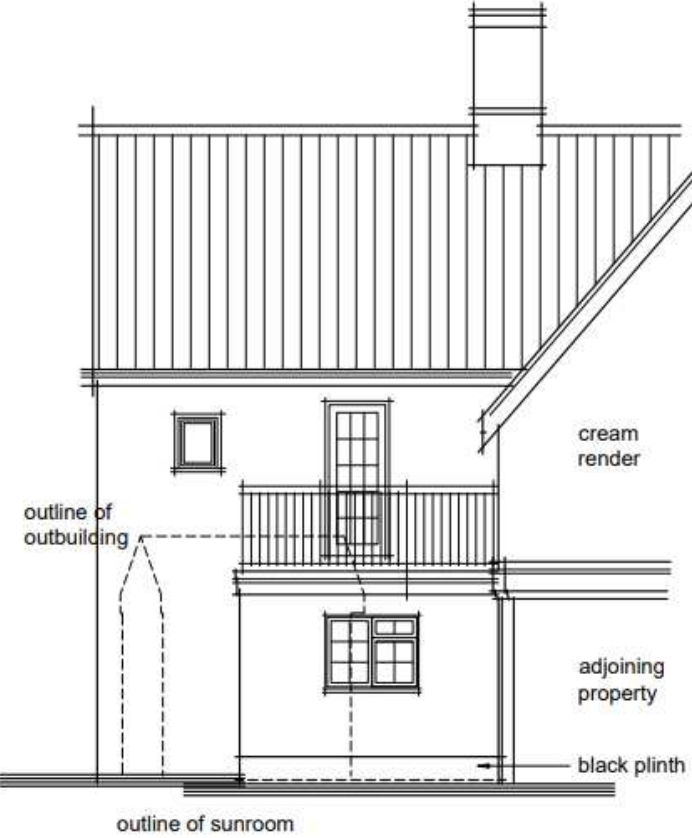 cream
render
outline of
outbuilding
adjoining
property
black plinth
outline of sunroom